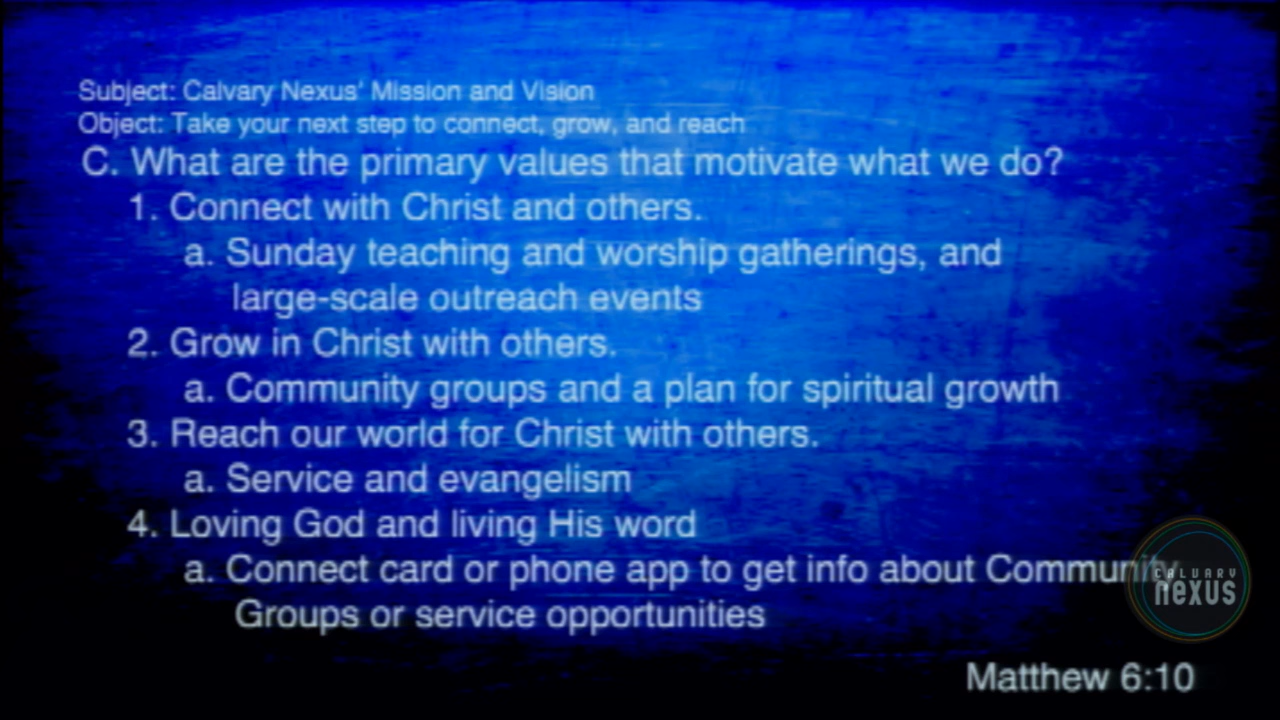 Subject: Calvary Nexus' Mission and Vision
Object: Take your next step to connect, grow, and reach
C. What are the primary values that motivate what we do?
1. Connect with Christ and others.
a. Sunday teaching and worship gatherings, and
large-scale outreach events
2. Grow in Christ with others.
a. Community groups and a plan for spiritual growth
3. Reach our world for Christ with others.
a. Service and evangelism
4. Loving God and living His word
a. Connect card or phone app to get info about Community
Groups or service opportunities
CALVARY
nexus
Matthew 6:10